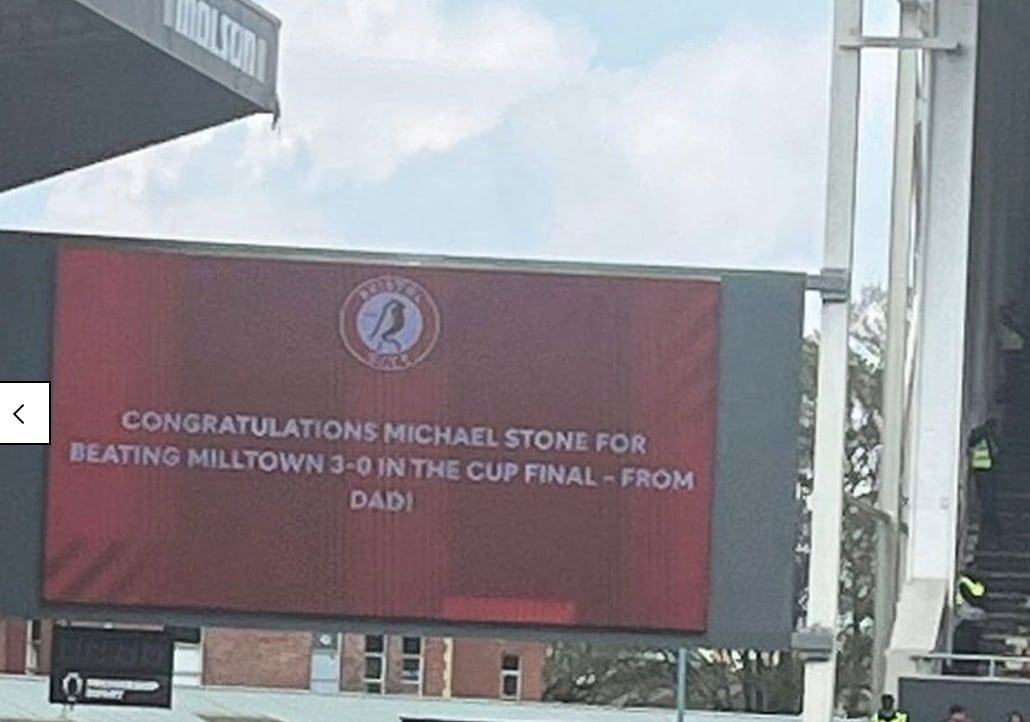 molson
BRISTOL
CITY
CONGRATULATIONS MICHAEL STONE FOR
BEATING MILLTOWN 3-0 IN THE CUP FINAL - FROM
DAD!